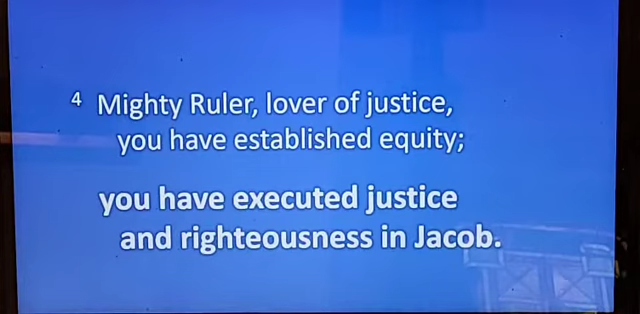 4 Mighty Ruler, lover of justice,
you have established equity;
you have executed justice
and righteousness in Jacob.